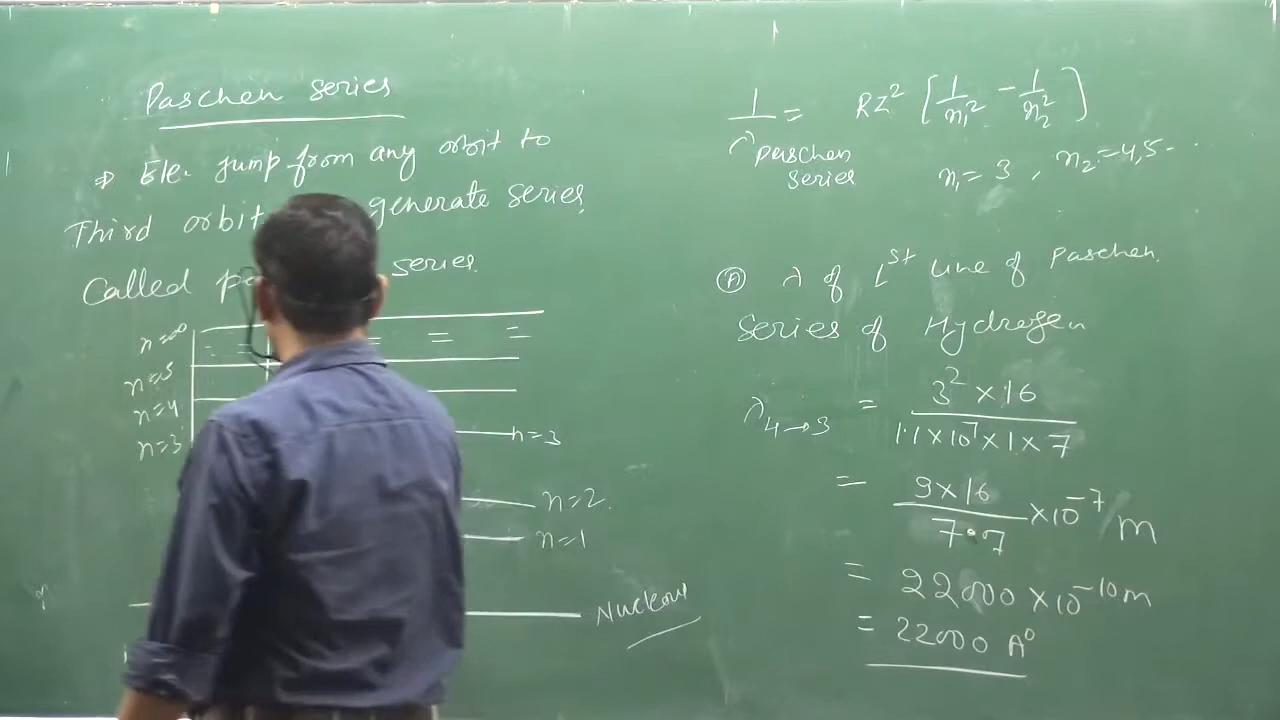 Paschen series
⇒ Ele. jump from any orbit to
Third orbit generate series
Called series.
n=∞
n=5
n=4
n=3
n=3
n=2.
n=1
Nucleous
1/λ paschen series = RZ² [1/n₁² - 1/n₂²]
n₁= 3 , n₂=4,5-..
(A) λ of 1st line of Paschen.
series of Hydrogen
λ4→3 = 3² × 16 / 1.1×10⁷×1×7
= 9×16 / 7.7 ×10⁻⁷ m
= 22000 ×10⁻¹⁰ m
= 22000 A°